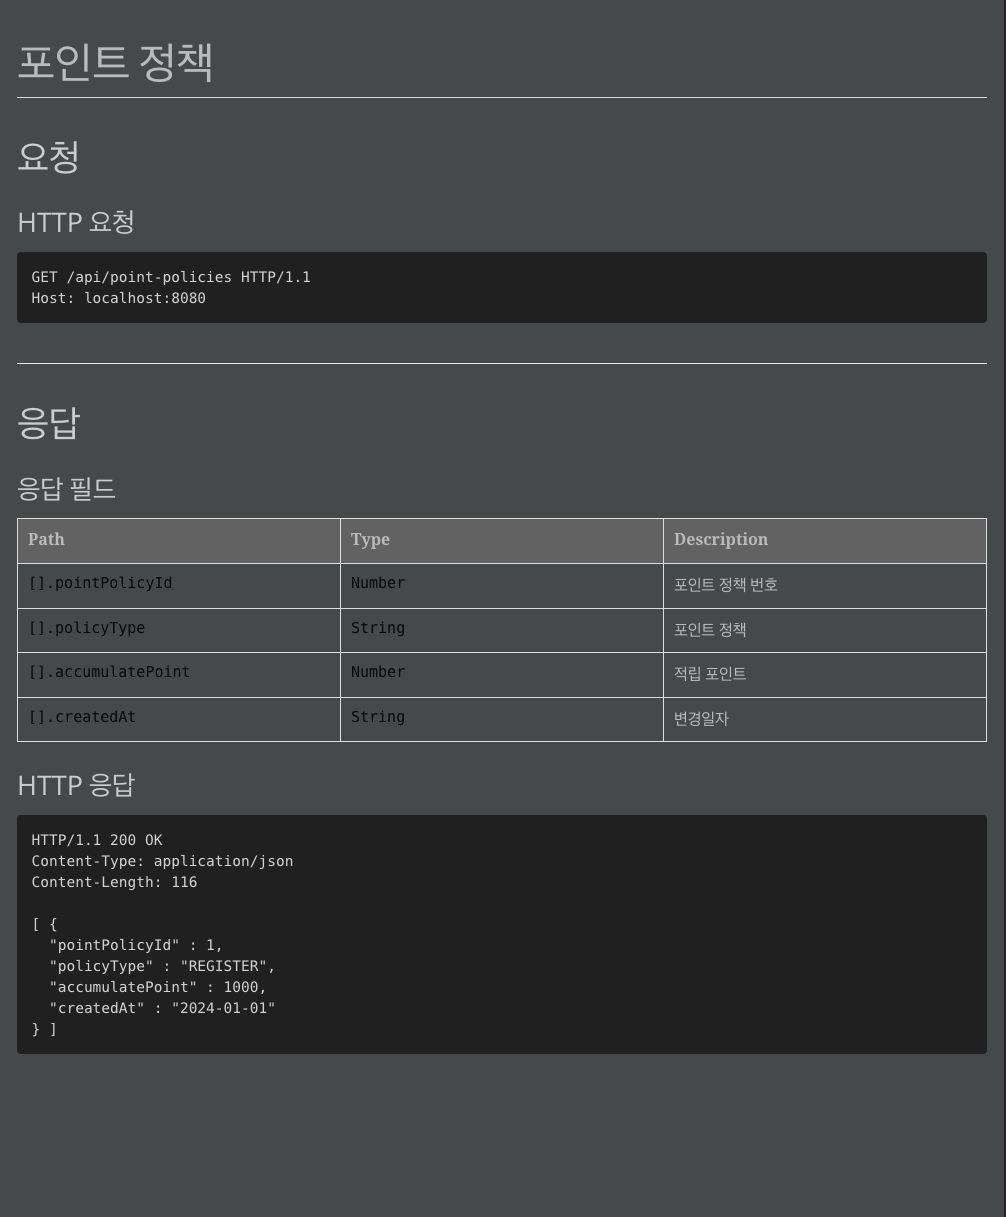 포인트 정책
요청
HTTP 요청
GET /api/point-policies HTTP/1.1
Host: localhost:8080
응답
응답 필드
Path Type Description
[].pointPolicyId Number 포인트 정책 번호
[].policyType String 포인트 정책
[].accumulatePoint Number 적립 포인트
[].createdAt String 변경일자
HTTP 응답
HTTP/1.1 200 OK
Content-Type: application/json
Content-Length: 116
[ {
  "pointPolicyId" : 1,
  "policyType" : "REGISTER",
  "accumulatePoint" : 1000,
  "createdAt" : "2024-01-01"
} ]